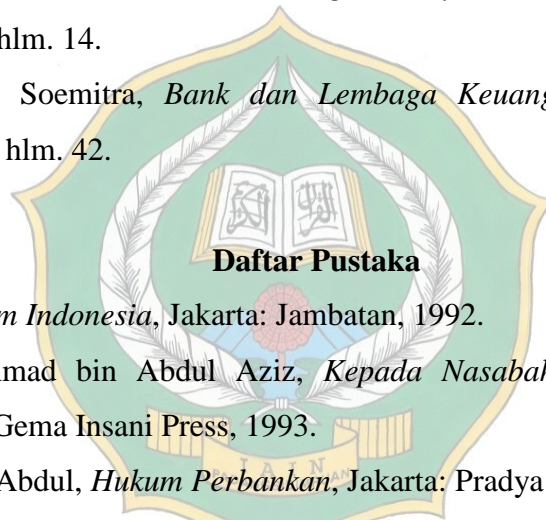 hlm. 14.
Soemitra, Bank dan Lembaga Keuang
hlm. 42.
Daftar Pustaka
m Indonesia, Jakarta: Jambatan, 1992.
mad bin Abdul Aziz, Kepada Nasabah
Gema Insani Press, 1993.
IAIN
Abdul, Hukum Perbankan, Jakarta: Pradya